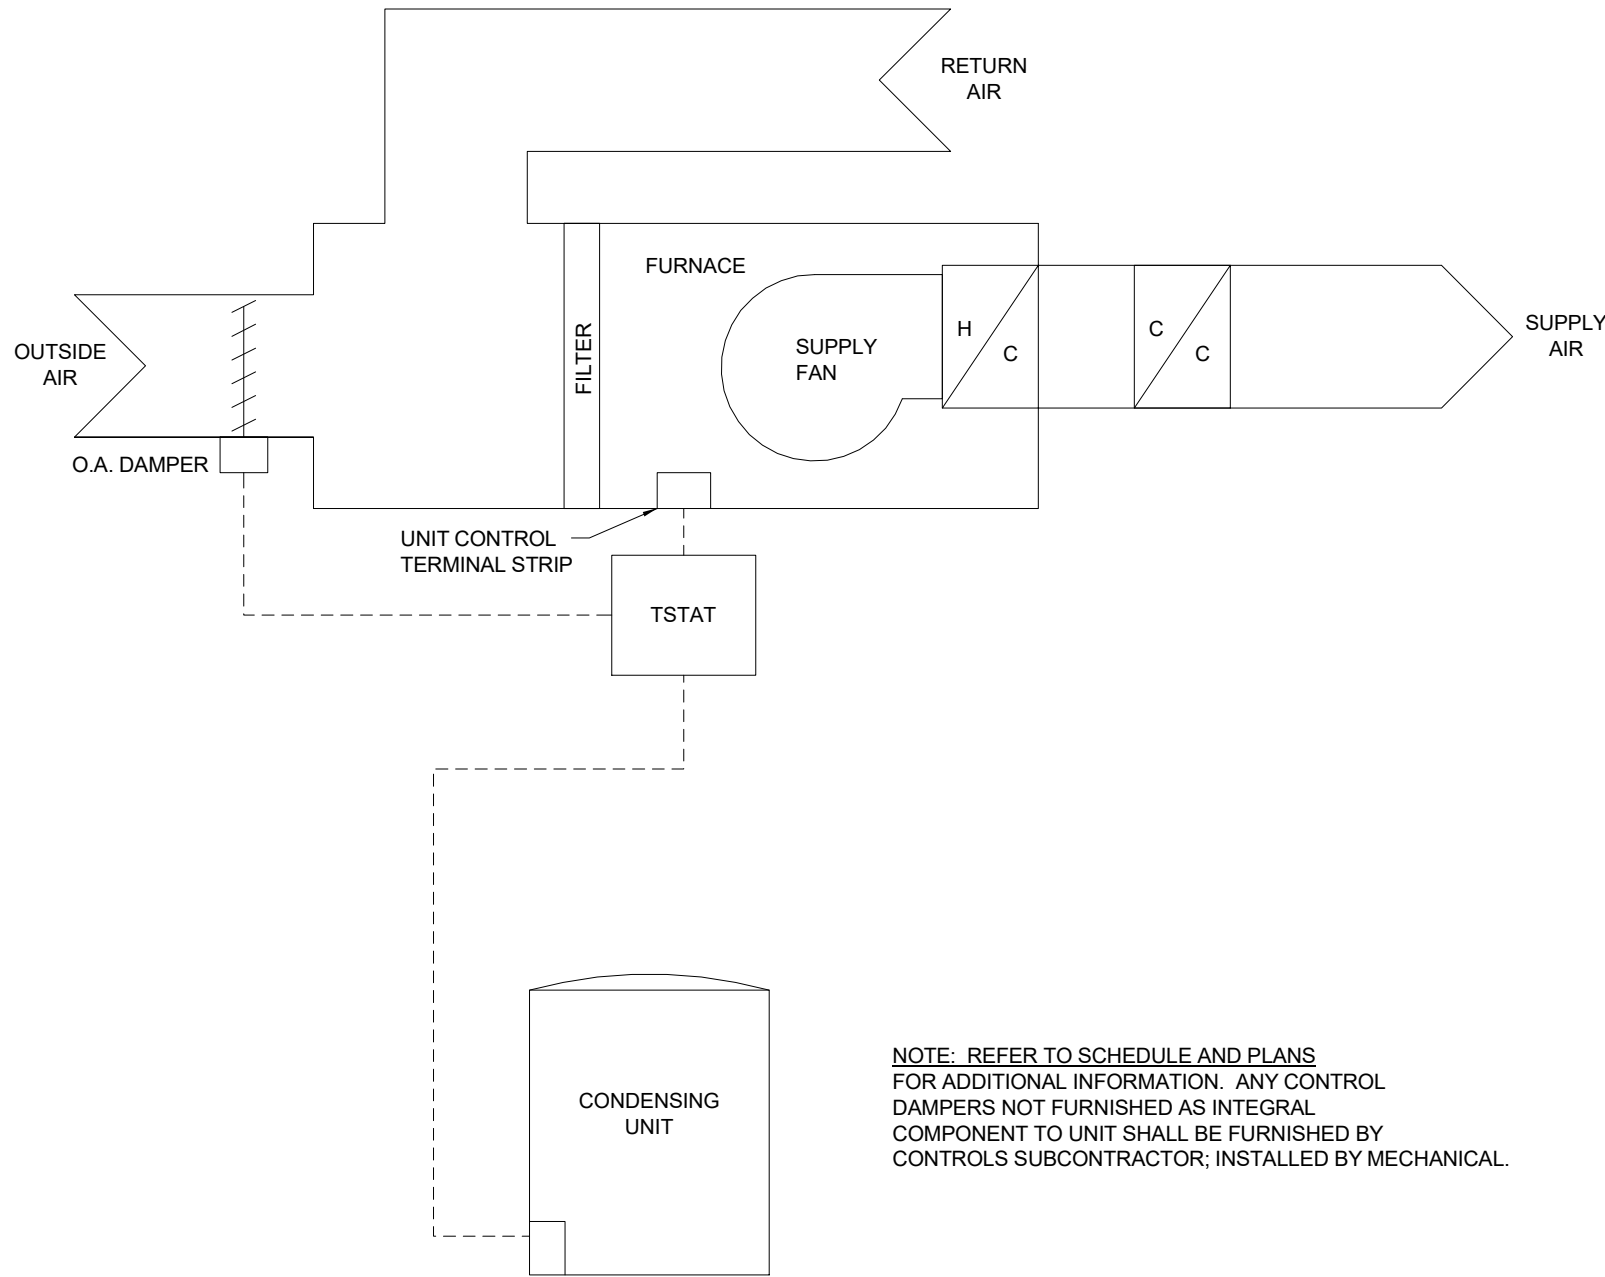 RETURN
AIR
FURNACE
SUPPLY
AIR
H
C
C
C
SUPPLY
FAN
FILTER
OUTSIDE
AIR
O.A. DAMPER
UNIT CONTROL
TERMINAL STRIP
TSTAT
CONDENSING
UNIT
NOTE:  REFER TO SCHEDULE AND PLANS
FOR ADDITIONAL INFORMATION.  ANY CONTROL
DAMPERS NOT FURNISHED AS INTEGRAL
COMPONENT TO UNIT SHALL BE FURNISHED BY
CONTROLS SUBCONTRACTOR; INSTALLED BY MECHANICAL.